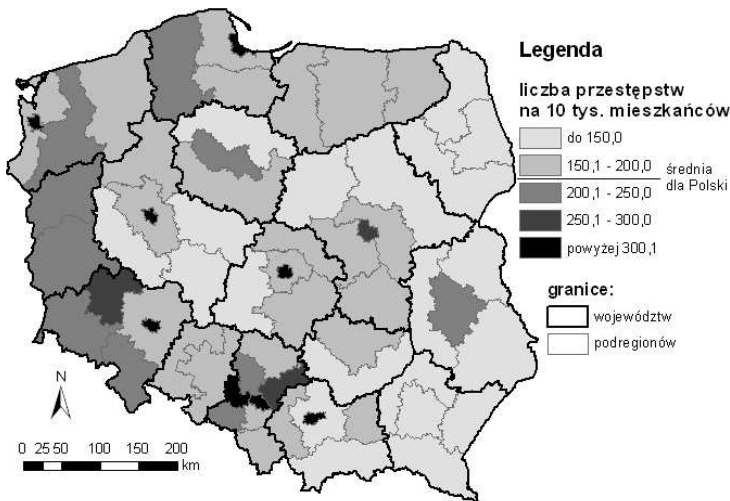 Legenda
liczba przestępstw
na 10 tys. mieszkańców
do 150,0
150,1 - 200,0
średnia
dla Polski
200,1 - 250,0
250,1 - 300,0
powyżej 300,1
granice:
województw
podregionów
N
0 25 50 100 150 200
km